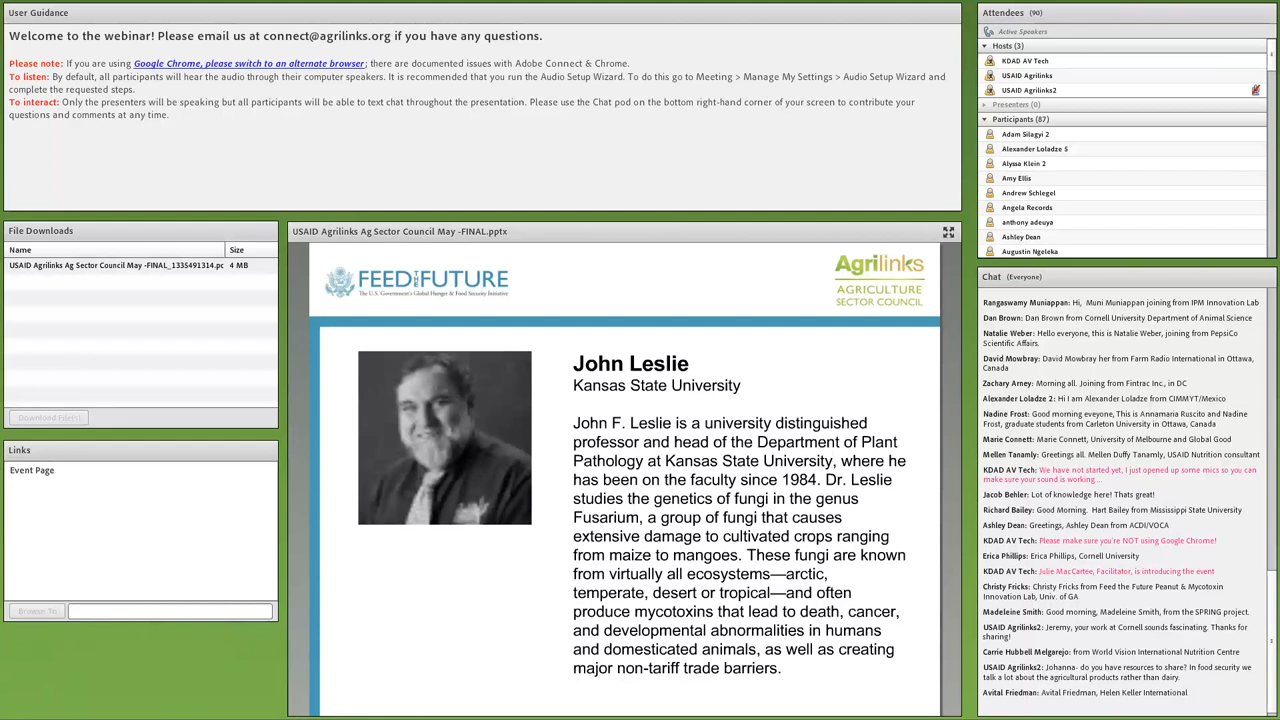 User Guidance
Welcome to the webinar! Please email us at connect@agrilinks.org if you have any questions.
Please note: If you are using Google Chrome, please switch to an alternate browser; there are documented issues with Adobe Connect & Chrome.
To listen: By default, all participants will hear the audio through their computer speakers. It is recommended that you run the Audio Setup Wizard. To do this go to Meeting > Manage My Settings > Audio Setup Wizard and
complete the requested steps.
To interact: Only the presenters will be speaking but all participants will be able to text chat throughout the presentation. Please use the Chat pod on the bottom right-hand corner of your screen to contribute your
questions and comments at any time.
File Downloads
Name Size
USAID Agrilinks Ag Sector Council May -FINAL_1335491314.pc 4 MB
Download File(s)
Links
Event Page
Browse To
USAID Agrilinks Ag Sector Council May -FINAL.pptx
FEED THE FUTURE
The U.S. Government's Global Hunger & Food Security Initiative
Agrilinks
AGRICULTURE
SECTOR COUNCIL
John Leslie
Kansas State University
John F. Leslie is a university distinguished
professor and head of the Department of Plant
Pathology at Kansas State University, where he
has been on the faculty since 1984. Dr. Leslie
studies the genetics of fungi in the genus
Fusarium, a group of fungi that causes
extensive damage to cultivated crops ranging
from maize to mangoes. These fungi are known
from virtually all ecosystems—arctic,
temperate, desert or tropical—and often
produce mycotoxins that lead to death, cancer,
and developmental abnormalities in humans
and domesticated animals, as well as creating
major non-tariff trade barriers.
Attendees (90)
Active Speakers
Hosts (3)
KDAD AV Tech
USAID Agrilinks
USAID Agrilinks2
Presenters (0)
Participants (87)
Adam Silagyi 2
Alexander Loladze 5
Alyssa Klein 2
Amy Ellis
Andrew Schlegel
Angela Records
anthony adeuya
Ashley Dean
Augustin Ngeleka
Chat (Everyone)
Rangaswamy Muniappan: Hi, Muni Muniappan joining from IPM Innovation Lab
Dan Brown: Dan Brown from Cornell University Department of Animal Science
Natalie Weber: Hello everyone, this is Natalie Weber, joining from PepsiCo
Scientific Affairs.
David Mowbray: David Mowbray her from Farm Radio International in Ottawa,
Canada
Zachary Arney: Morning all. Joining from Fintrac Inc., in DC
Alexander Loladze 2: Hi I am Alexander Loladze from CIMMYT/Mexico
Nadine Frost: Good morning eveyone, This is Annamaria Ruscito and Nadine
Frost, graduate students from Carleton University in Ottawa, Canada
Marie Connett: Marie Connett, University of Melbourne and Global Good
Mellen Tanamly: Greetings all. Mellen Duffy Tanamly, USAID Nutrition consultant
KDAD AV Tech: We have not started yet, I just opened up some mics so you can
make sure your sound is working ...
Jacob Behler: Lot of knowledge here! Thats great!
Richard Bailey: Good Morning. Hart Bailey from Mississippi State University
Ashley Dean: Greetings, Ashley Dean from ACDI/VOCA
KDAD AV Tech: Please make sure you're NOT using Google Chrome!
Erica Phillips: Erica Phillips, Cornell University
KDAD AV Tech: Julie MacCartee, Facilitator, is introducing the event
Christy Fricks: Christy Fricks from Feed the Future Peanut & Mycotoxin
Innovation Lab, Univ. of GA
Madeleine Smith: Good morning, Madeleine Smith, from the SPRING project.
USAID Agrilinks2: Jeremy, your work at Cornell sounds fascinating. Thanks for
sharing!
Carrie Hubbell Melgarejo: from World Vision International Nutrition Centre
USAID Agrilinks2: Johanna- do you have resources to share? In food security we
talk a lot about the agricultural products rather than dairy.
Avital Friedman: Avital Friedman, Helen Keller International